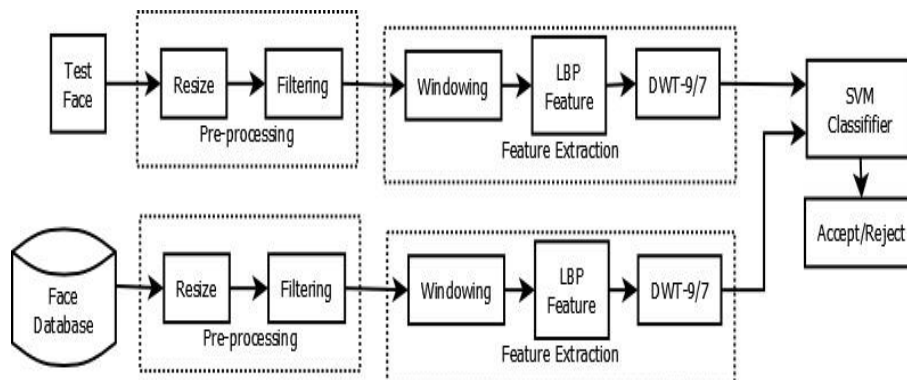 Test
Face
Resize
Filtering
Pre-processing
Windowing
LBP
Feature
DWT-9/7
Feature Extraction
SVM
Classififier
Accept/Reject
Face
Database
Resize
Filtering
Pre-processing
Windowing
LBP
Feature
DWT-9/7
Feature Extraction